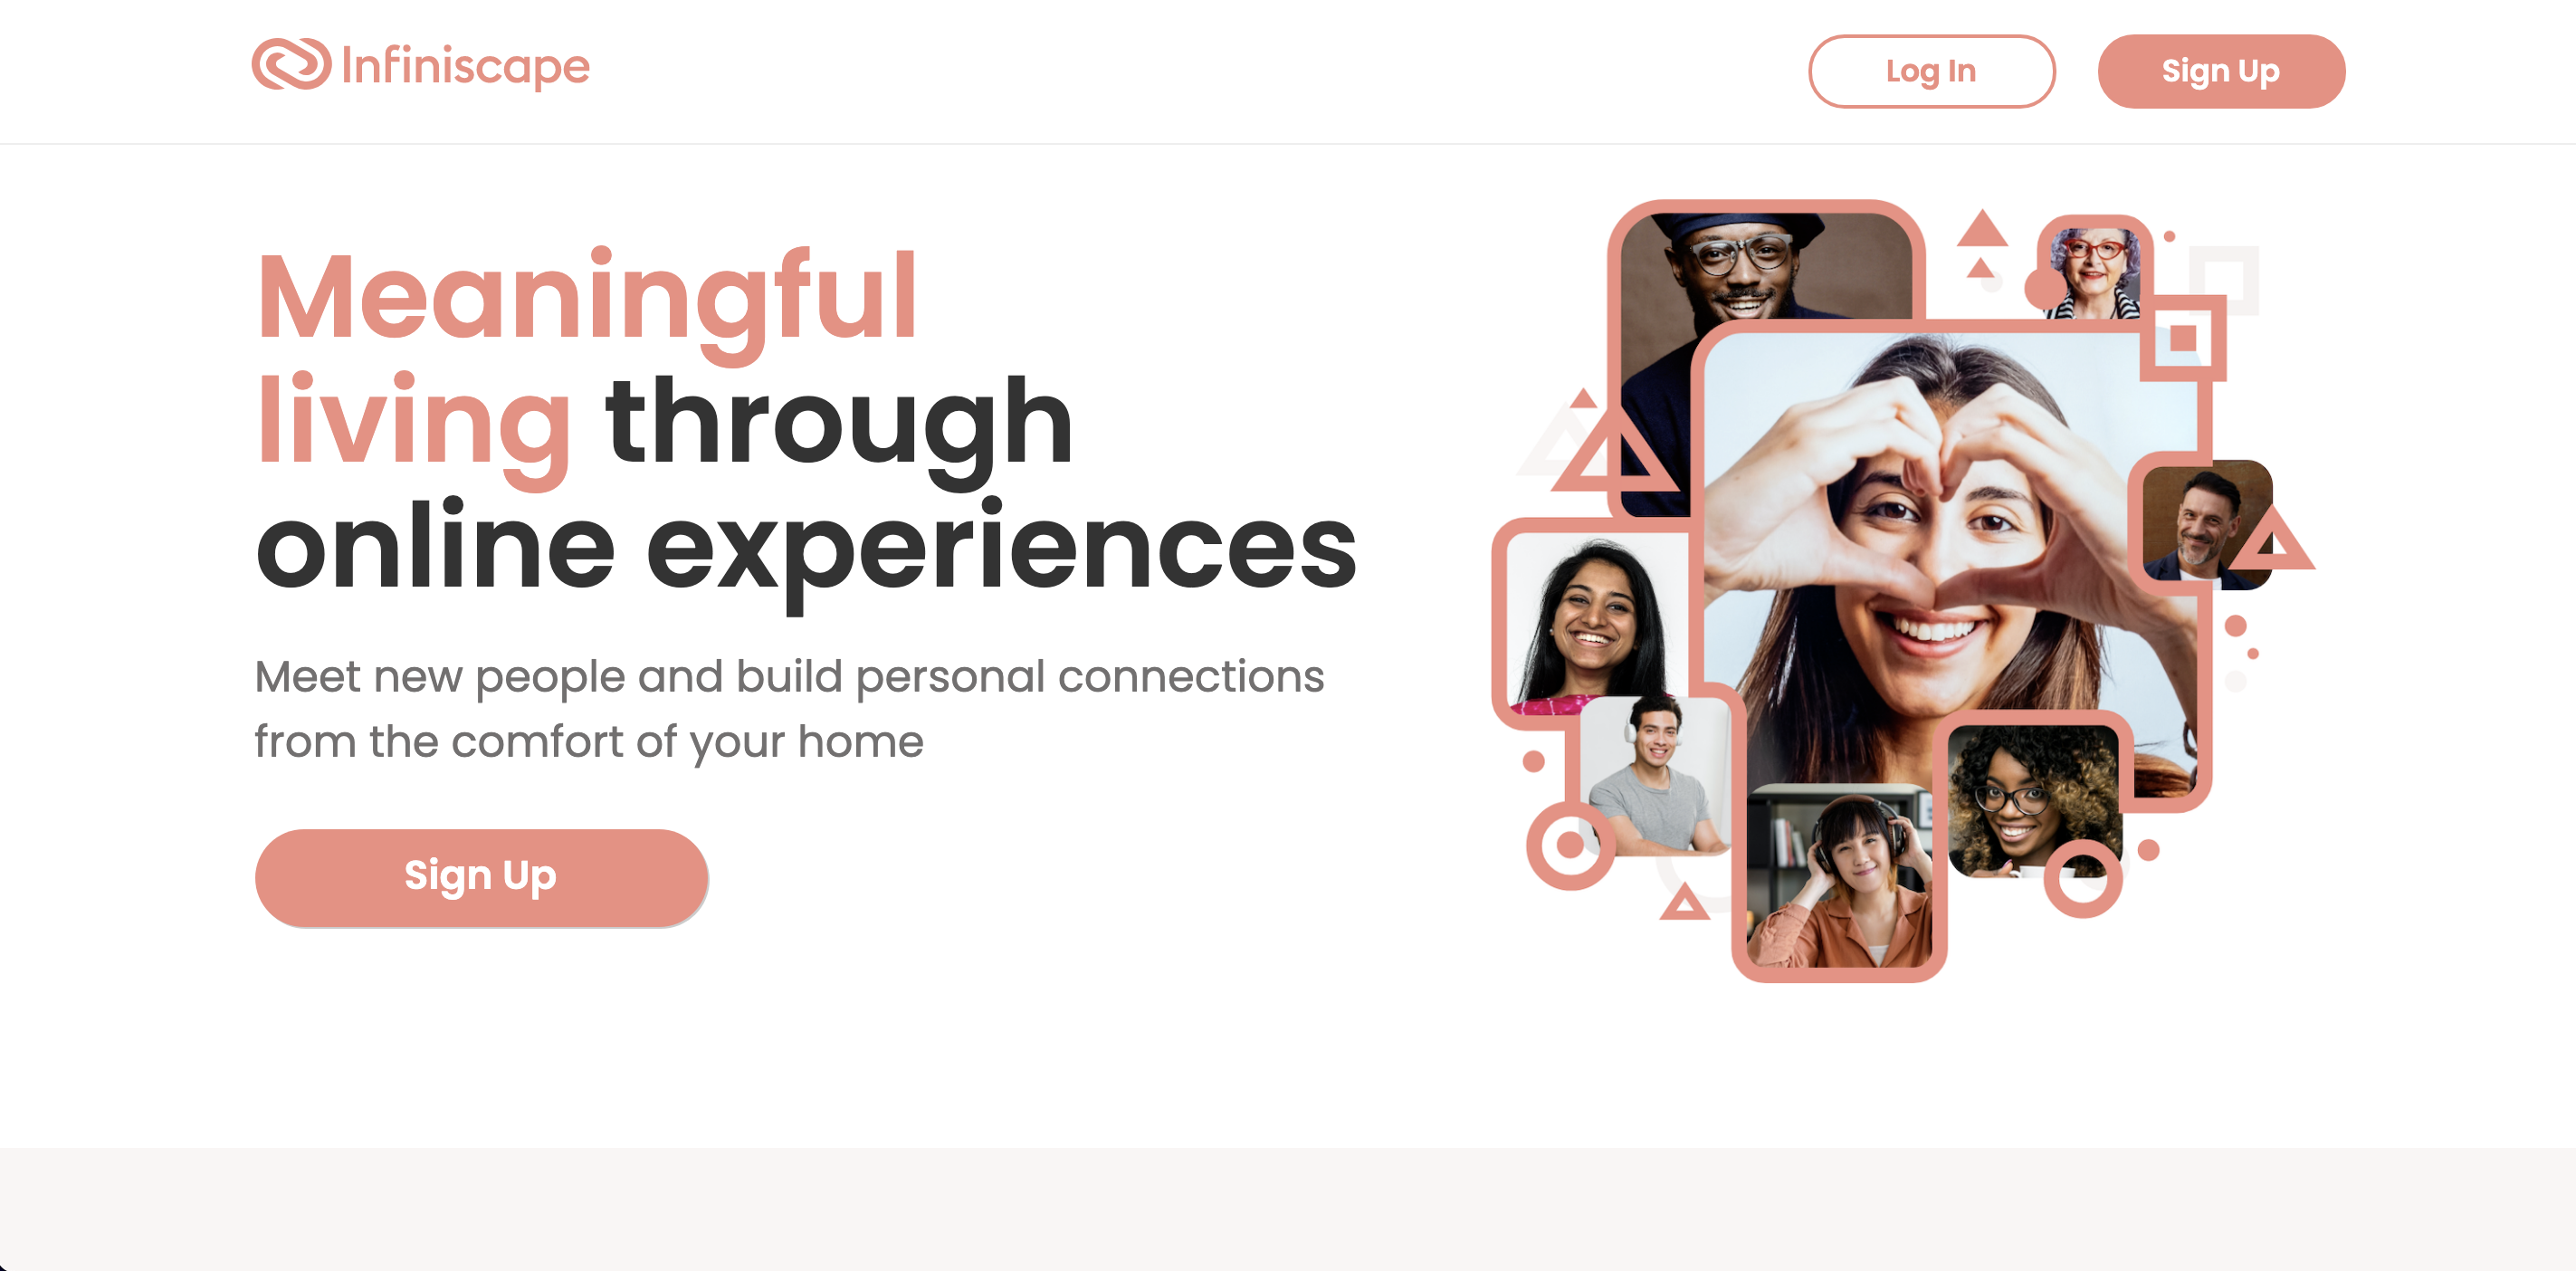 Infiniscape
Log In
Sign Up
Meaningful
living through
online experiences
Meet new people and build personal connections
from the comfort of your home
Sign Up